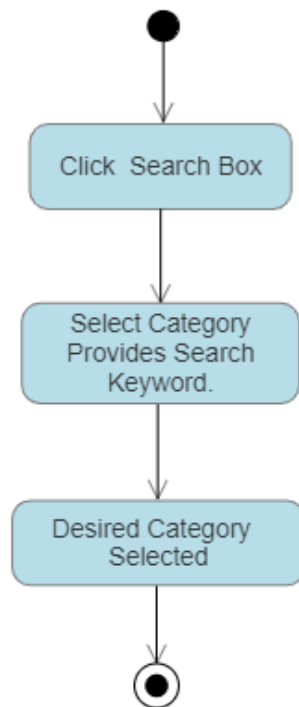 Click Search Box
Select Category
Provides Search
Keyword.
Desired Category
Selected